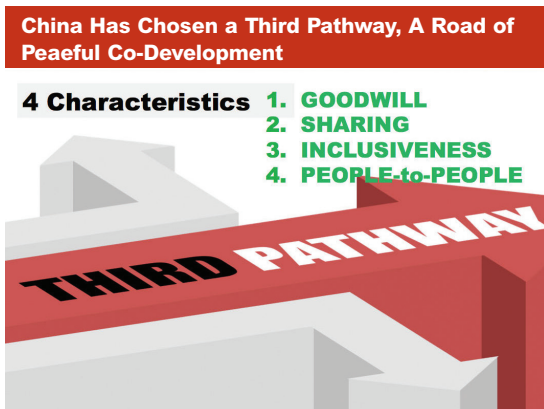 China Has Chosen a Third Pathway, A Road of
Peaeful Co-Development
4 Characteristics
1. GOODWILL
2. SHARING
3. INCLUSIVENESS
4. PEOPLE-to-PEOPLE
THIRD PATHWAY